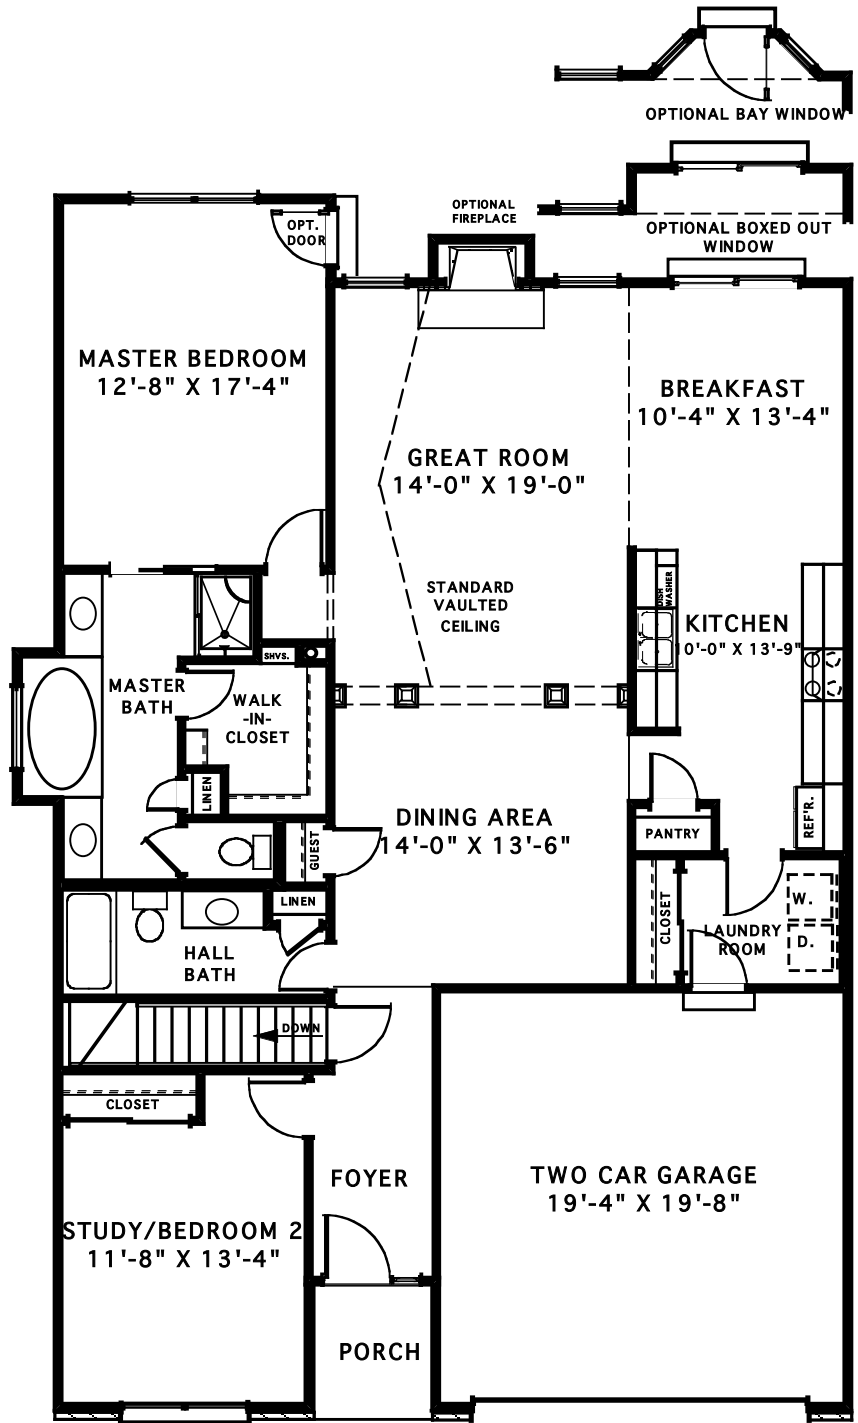 OPTIONAL BAY WINDOW
OPTIONAL
FIREPLACE
OPTIONAL BOXED OUT
WINDOW
OPT.
DOOR
MASTER BEDROOM
12'-8" X 17'-4"
BREAKFAST
10'-4" X 13'-4"
GREAT ROOM
14'-0" X 19'-0"
STANDARD
VAULTED
CEILING
DISH
WASHER
KITCHEN
10'-0" X 13'-9"
SHVS.
MASTER
BATH
WALK
-IN-
CLOSET
LINEN
DINING AREA
14'-0" X 13'-6"
REF'R.
PANTRY
GUEST
LINEN
CLOSET
W.
LAUNDRY
ROOM
D.
HALL
BATH
DOWN
CLOSET
FOYER
TWO CAR GARAGE
19'-4" X 19'-8"
STUDY/BEDROOM 2
11'-8" X 13'-4"
PORCH